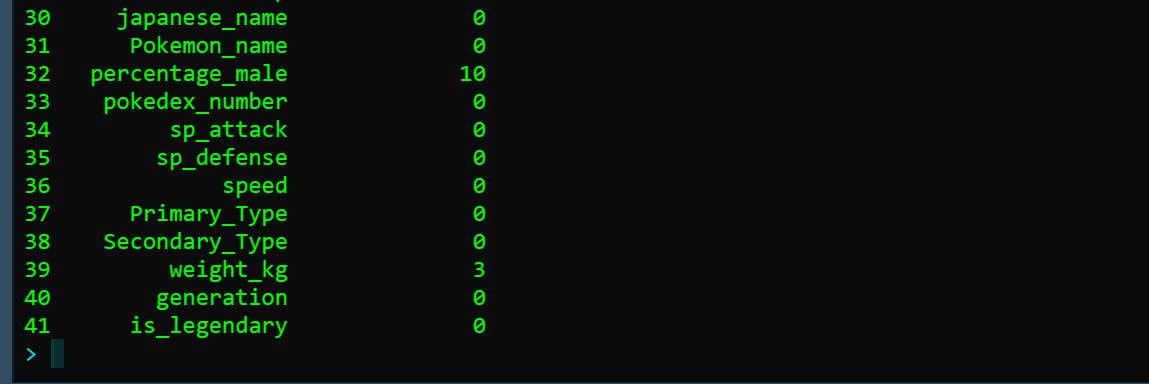 30 japanese_name 0
31 Pokemon_name 0
32 percentage_male 10
33 pokedex_number 0
34 sp_attack 0
35 sp_defense 0
36 speed 0
37 Primary_Type 0
38 Secondary_Type 0
39 weight_kg 3
40 generation 0
41 is_legendary 0
>